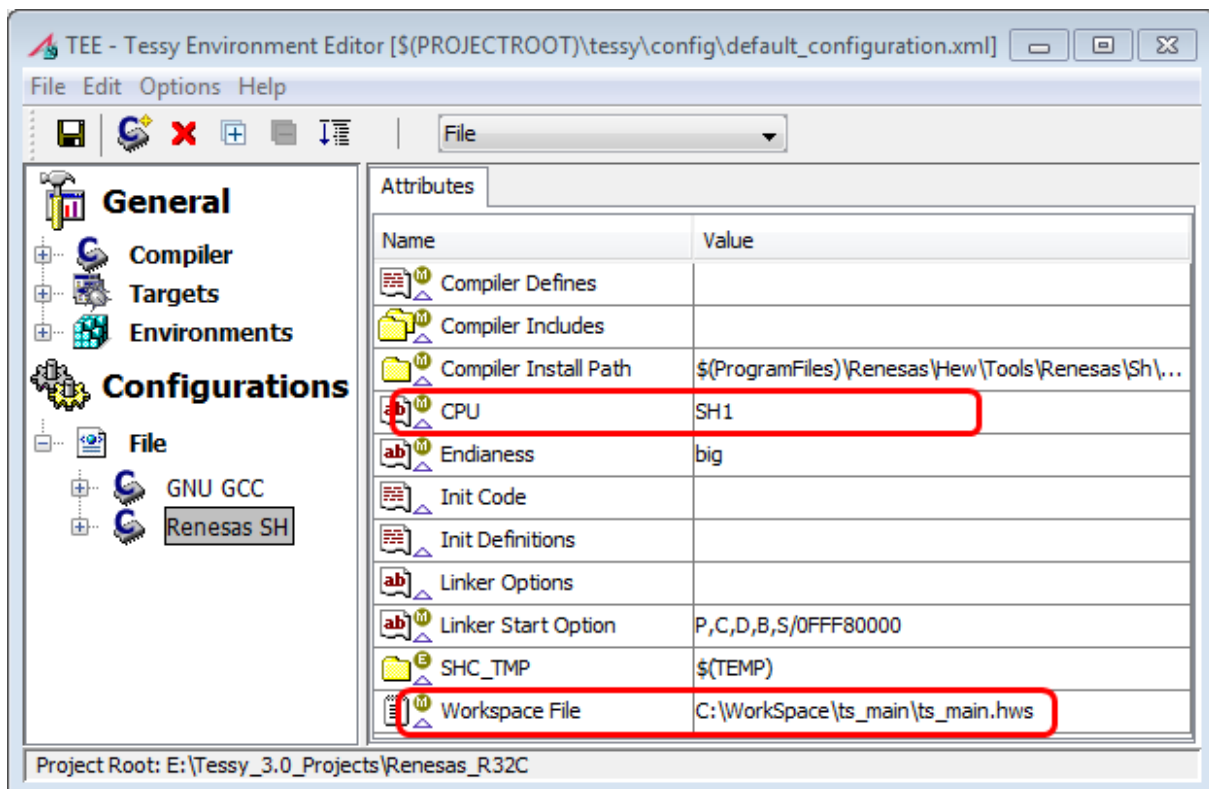 TEE - Tessy Environment Editor [$(PROJECTROOT)\tessy\config\default_configuration.xml]
File Edit Options Help
File
General
Compiler
Targets
Environments
Configurations
File
GNU GCC
Renesas SH
Attributes
Name Value
Compiler Defines
Compiler Includes
Compiler Install Path $(ProgramFiles)\Renesas\Hew\Tools\Renesas\Sh\...
CPU SH1
Endianess big
Init Code
Init Definitions
Linker Options
Linker Start Option P,C,D,B,S/0FFF80000
SHC_TMP $(TEMP)
Workspace File C:\WorkSpace\ts_main\ts_main.hws
Project Root: E:\Tessy_3.0_Projects\Renesas_R32C